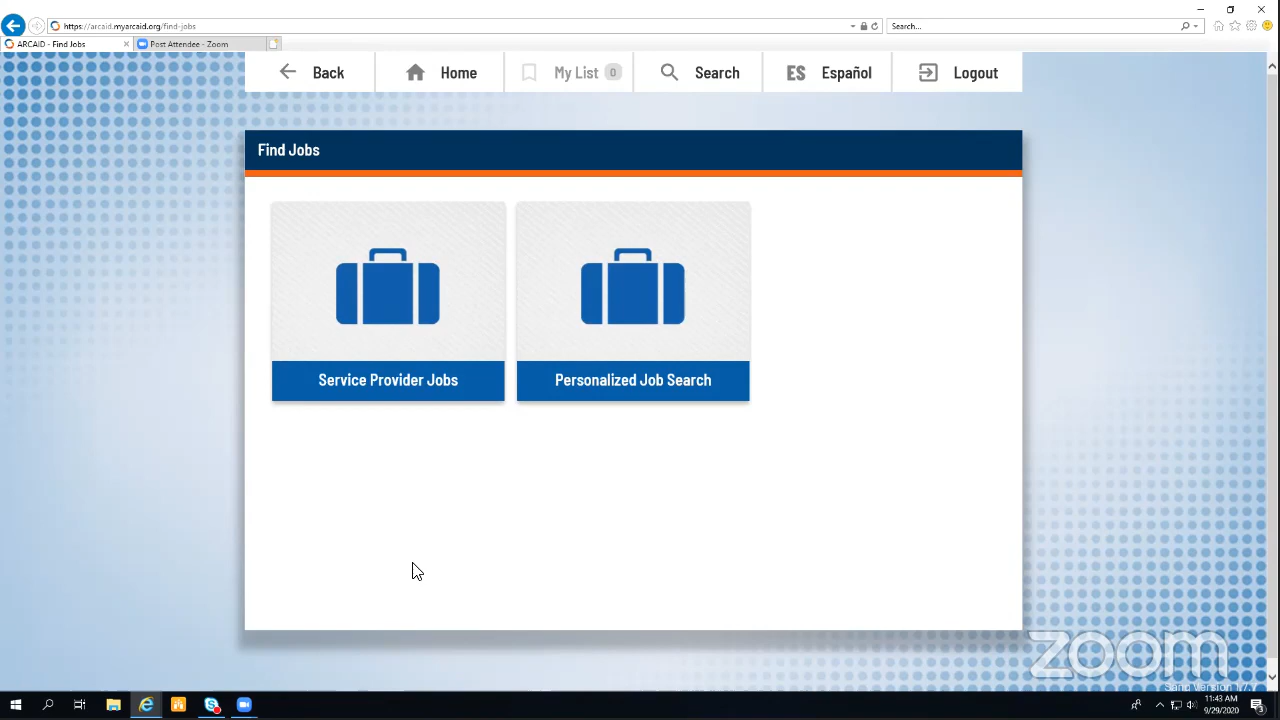 https://arcaid.myarcaid.org/find-jobs
Search...
ARCAID - Find Jobs
Post Attendee - Zoom
Back
Home
My List 0
Search
ES Español
Logout
Find Jobs
Service Provider Jobs
Personalized Job Search
zoom
11:43 AM
9/29/2020